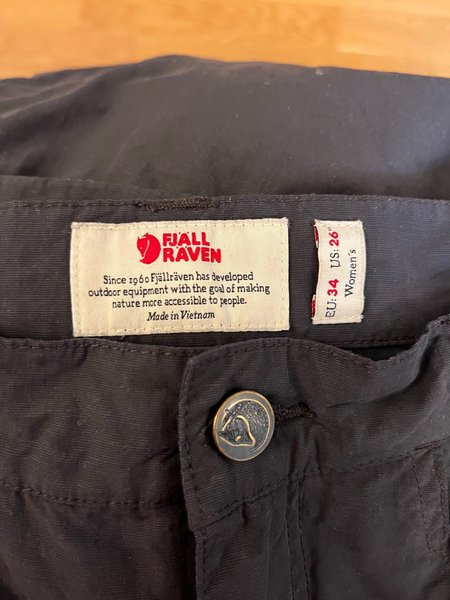 FJÄLL
RÄVEN
Since 1960 Fjällräven has developed
outdoor equipment with the goal of making
nature more accessible to people.
Made in Vietnam
EU: 34 US: 26"
Women's